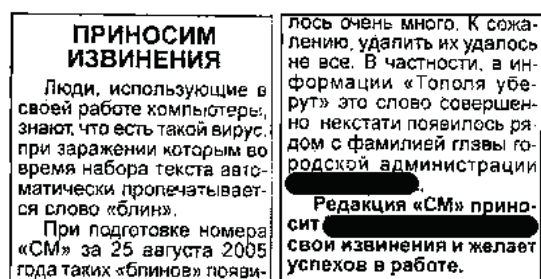 ПРИНОСИМ
ИЗВИНЕНИЯ
Люди, использующие в
своей работе компьютеры,
знают, что есть такой вирус,
при заражении которым во
время набора текста авто-
матически пропечатывает-
ся слово «блин».
При подготовке номера
«СМ» за 25 августа 2005
года таких «блинов» появи-
лось очень много. К сожа-
лению, удалить их удалось
не все. В частности, в ин-
формации «Тополя убе-
рут» это слово совершен-
но некстати появилось ря-
дом с фамилией главы го-
родской администрации
.
Редакция «СМ» прино-
сит
свои извинения и желает
успехов в работе.